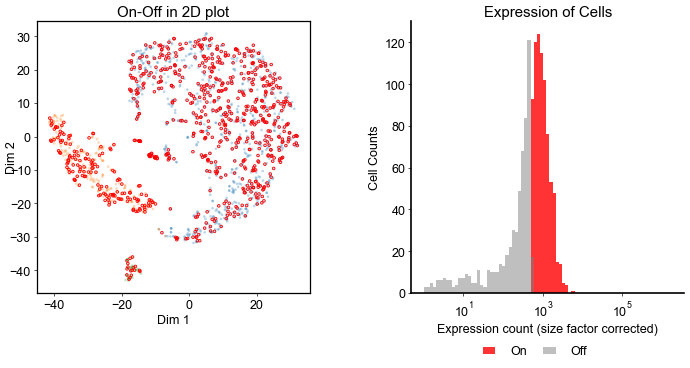 On-Off in 2D plot
30
20
10
0
−10
−20
−30
−40
Dim 2
−40 −20 0 20
Dim 1
Expression of Cells
120
100
80
60
40
20
0
Cell Counts
10^1 10^3 10^5
Expression count (size factor corrected)
On Off